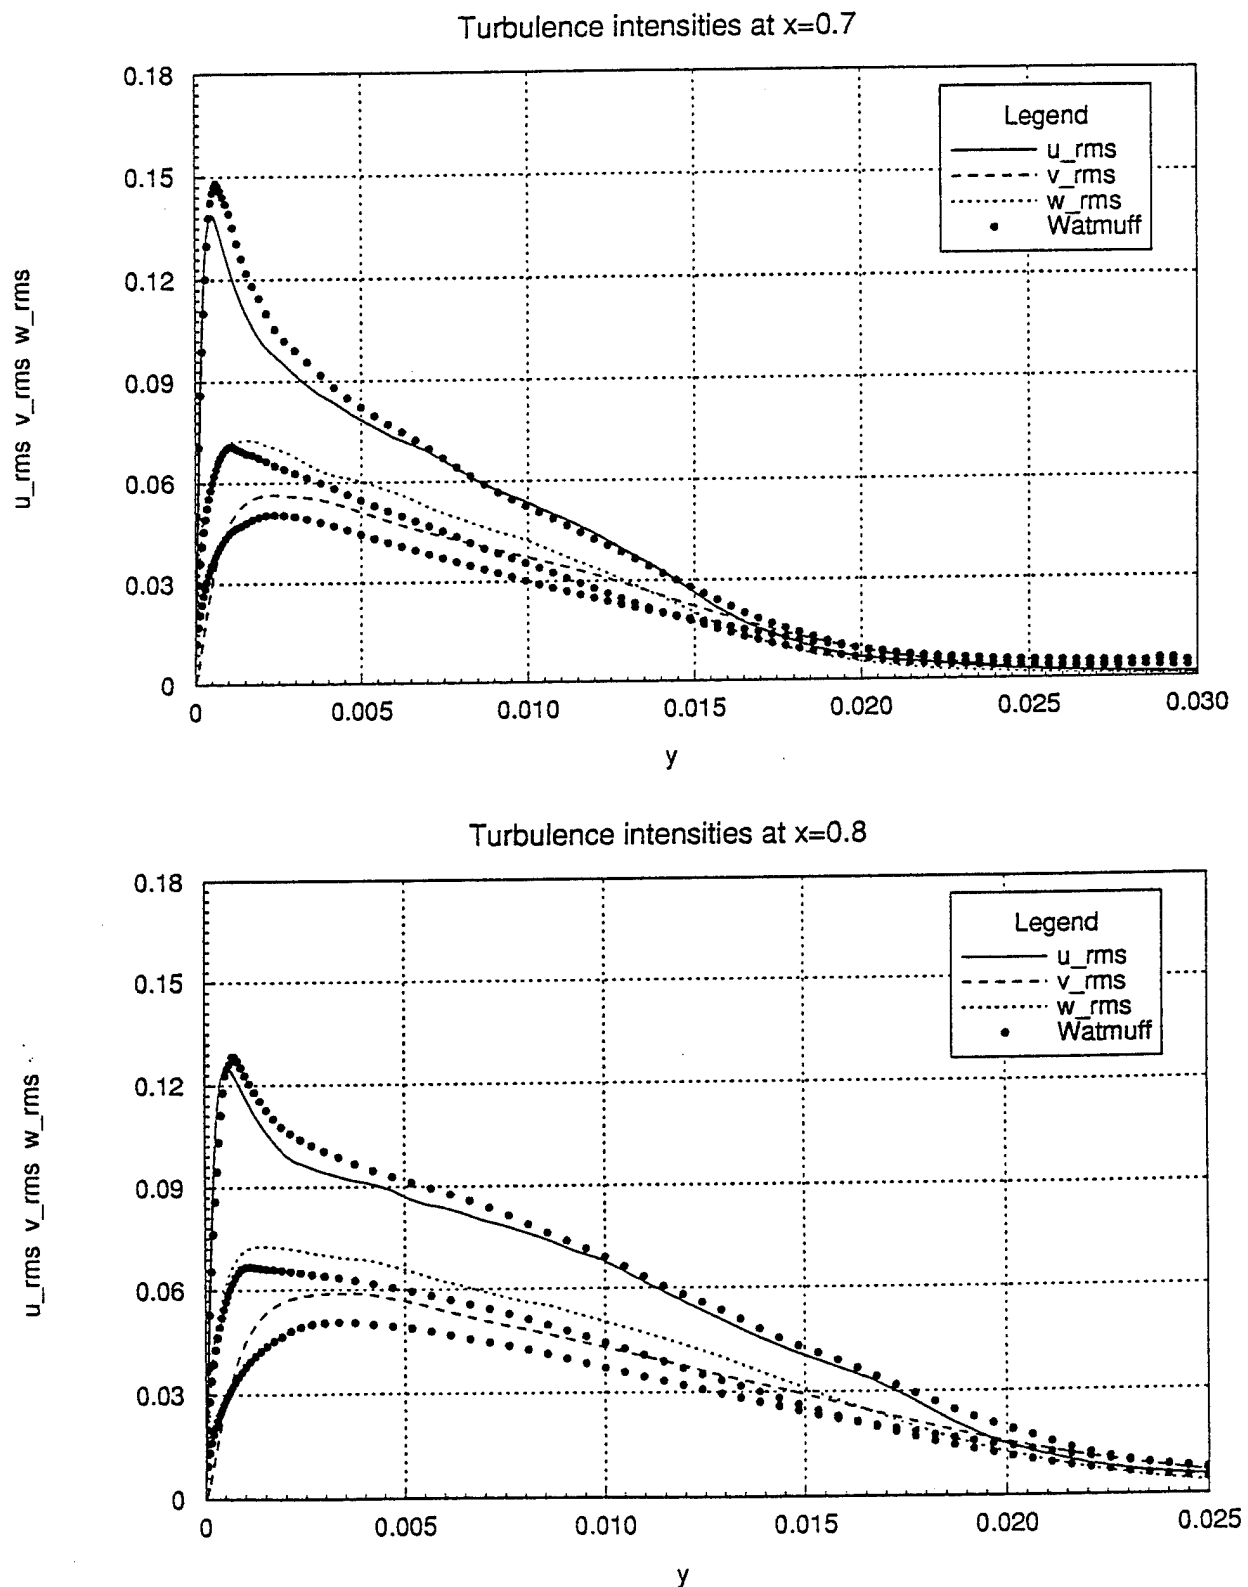 Turbulence intensities at x=0.7
u_rms v_rms w_rms
0.18
0.15
0.12
0.09
0.06
0.03
0
Legend
u_rms
v_rms
w_rms
Watmuff
0 0.005 0.010 0.015 0.020 0.025 0.030
y
Turbulence intensities at x=0.8
u_rms v_rms w_rms
0.18
0.15
0.12
0.09
0.06
0.03
0
Legend
u_rms
v_rms
w_rms
Watmuff
0 0.005 0.010 0.015 0.020 0.025
y